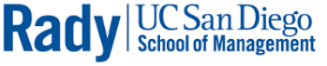 Rady
UC San Diego
School of Management